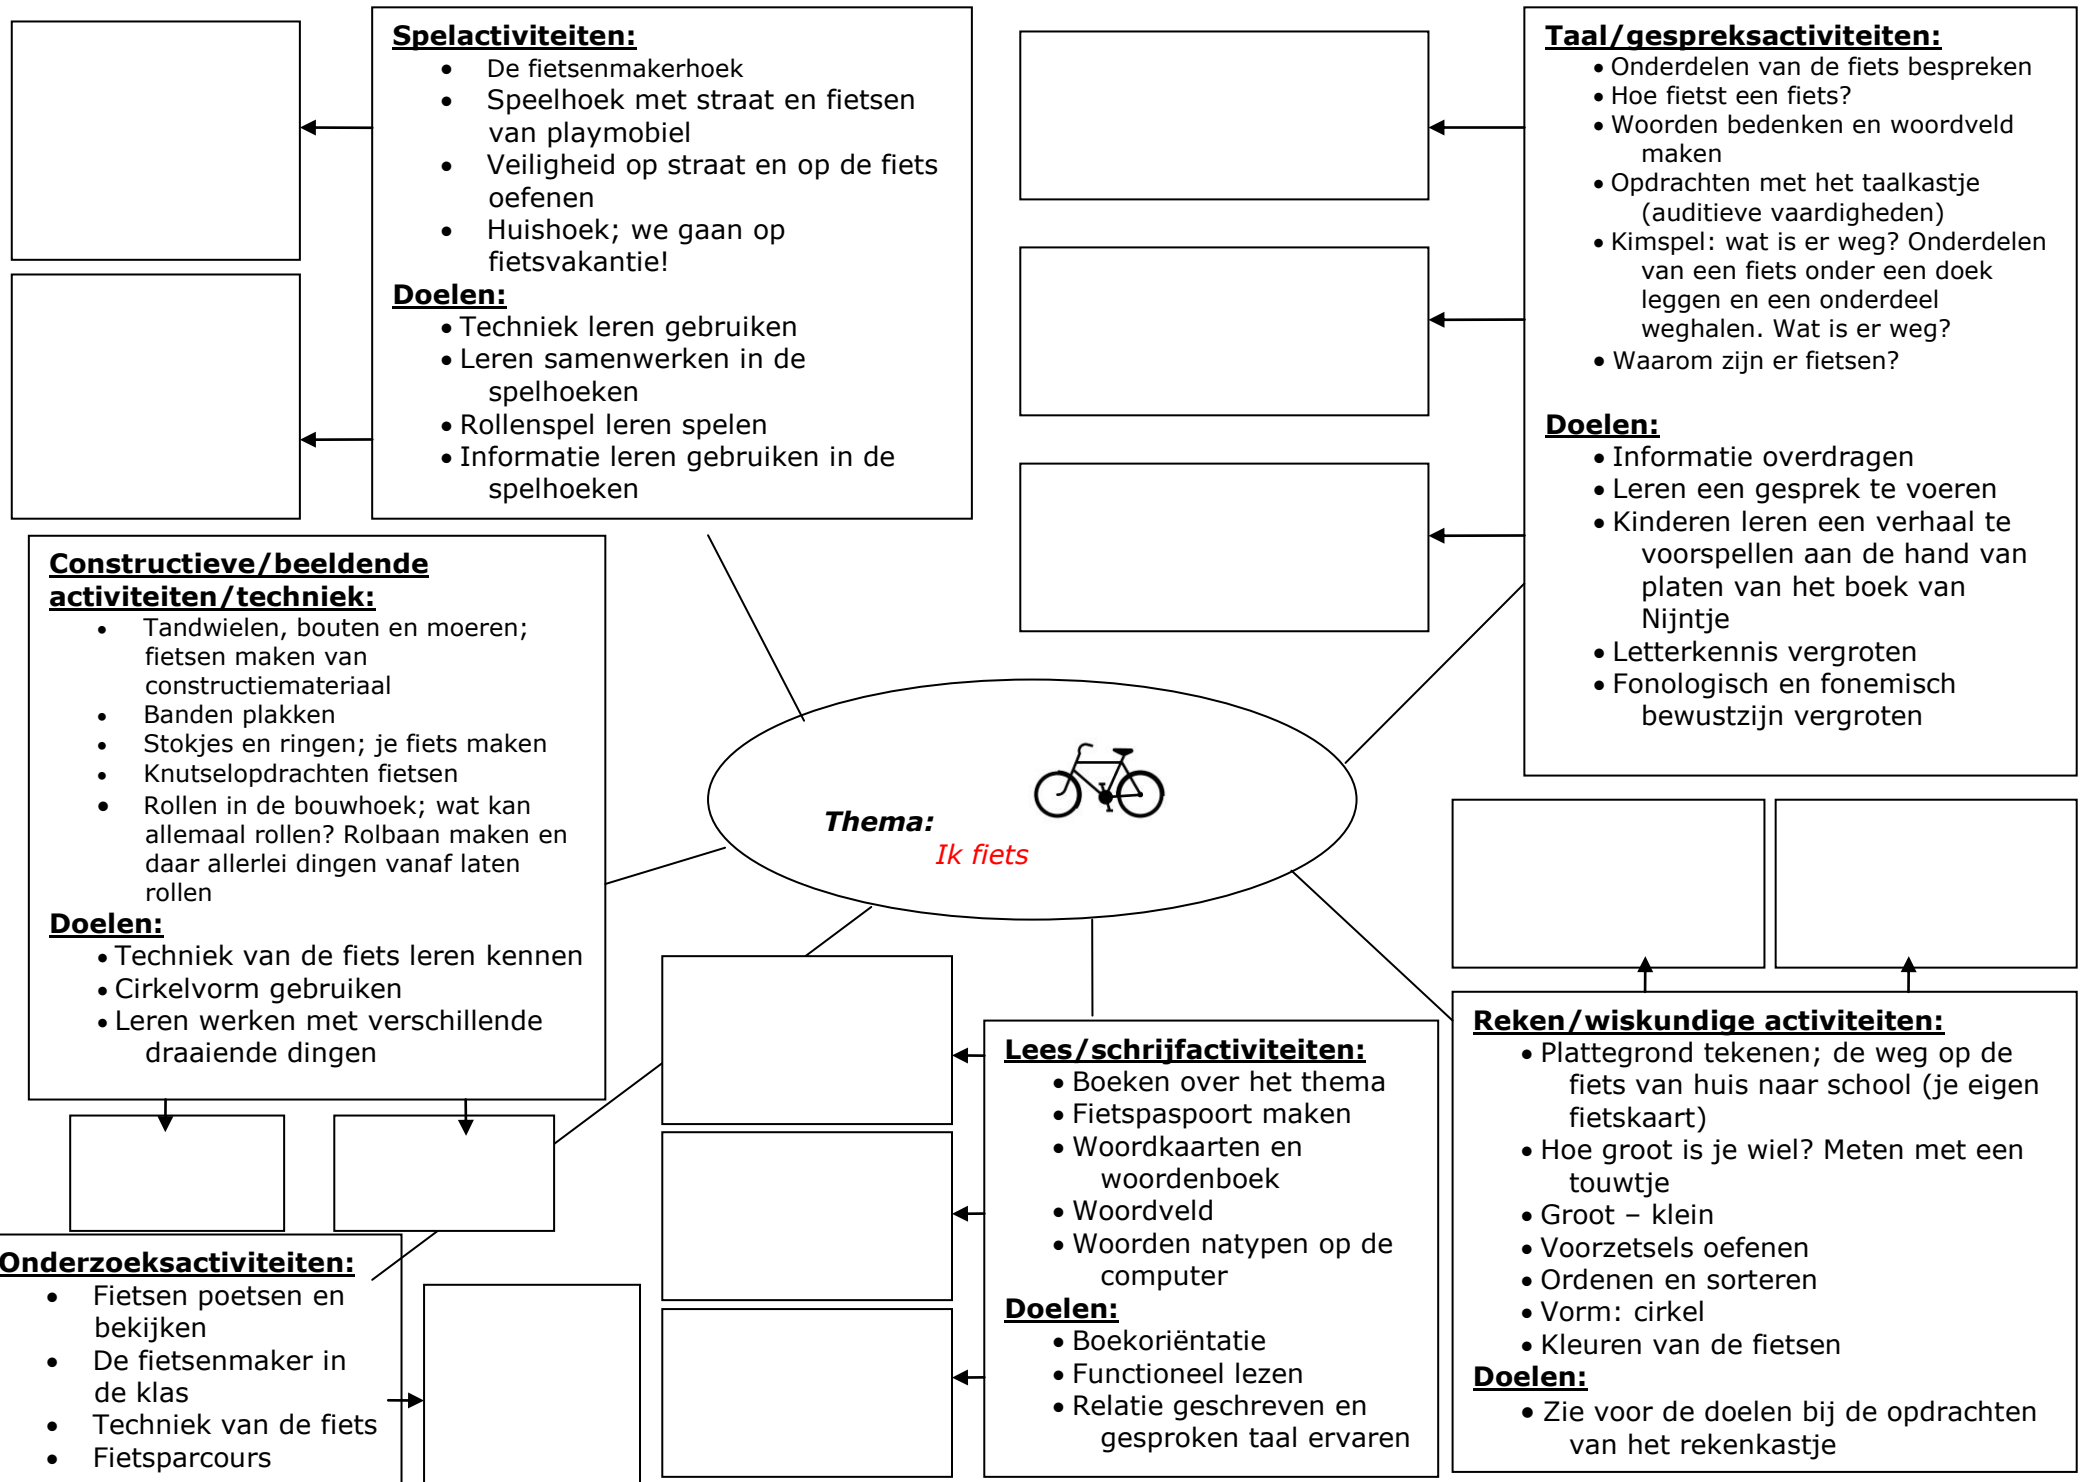 Spelactiviteiten:
• De fietsenmakerhoek
• Speelhoek met straat en fietsen
van playmobiel
• Veiligheid op straat en op de fiets
oefenen
• Huishoek; we gaan op
fietsvakantie!
Doelen:
• Techniek leren gebruiken
• Leren samenwerken in de
spelhoeken
• Rollenspel leren spelen
• Informatie leren gebruiken in de
spelhoeken
Taal/gespreksactiviteiten:
• Onderdelen van de fiets bespreken
• Hoe fietst een fiets?
• Woorden bedenken en woordveld
maken
• Opdrachten met het taalkastje
(auditieve vaardigheden)
• Kimspel: wat is er weg? Onderdelen
van een fiets onder een doek
leggen en een onderdeel
weghalen. Wat is er weg?
• Waarom zijn er fietsen?
Doelen:
• Informatie overdragen
• Leren een gesprek te voeren
• Kinderen leren een verhaal te
voorspellen aan de hand van
platen van het boek van
Nijntje
• Letterkennis vergroten
• Fonologisch en fonemisch
bewustzijn vergroten
Constructieve/beeldende
activiteiten/techniek:
• Tandwielen, bouten en moeren;
fietsen maken van
constructiemateriaal
• Banden plakken
• Stokjes en ringen; je fiets maken
• Knutselopdrachten fietsen
• Rollen in de bouwhoek; wat kan
allemaal rollen? Rolbaan maken en
daar allerlei dingen vanaf laten
rollen
Doelen:
• Techniek van de fiets leren kennen
• Cirkelvorm gebruiken
• Leren werken met verschillende
draaiende dingen
Thema:
Ik fiets
Onderzoeksactiviteiten:
• Fietsen poetsen en
bekijken
• De fietsenmaker in
de klas
• Techniek van de fiets
• Fietsparcours
Lees/schrijfactiviteiten:
• Boeken over het thema
• Fietspaspoort maken
• Woordkaarten en
woordenboek
• Woordveld
• Woorden natypen op de
computer
Doelen:
• Boekoriëntatie
• Functioneel lezen
• Relatie geschreven en
gesproken taal ervaren
Reken/wiskundige activiteiten:
• Plattegrond tekenen; de weg op de
fiets van huis naar school (je eigen
fietskaart)
• Hoe groot is je wiel? Meten met een
touwtje
• Groot – klein
• Voorzetsels oefenen
• Ordenen en sorteren
• Vorm: cirkel
• Kleuren van de fietsen
Doelen:
• Zie voor de doelen bij de opdrachten
van het rekenkastje